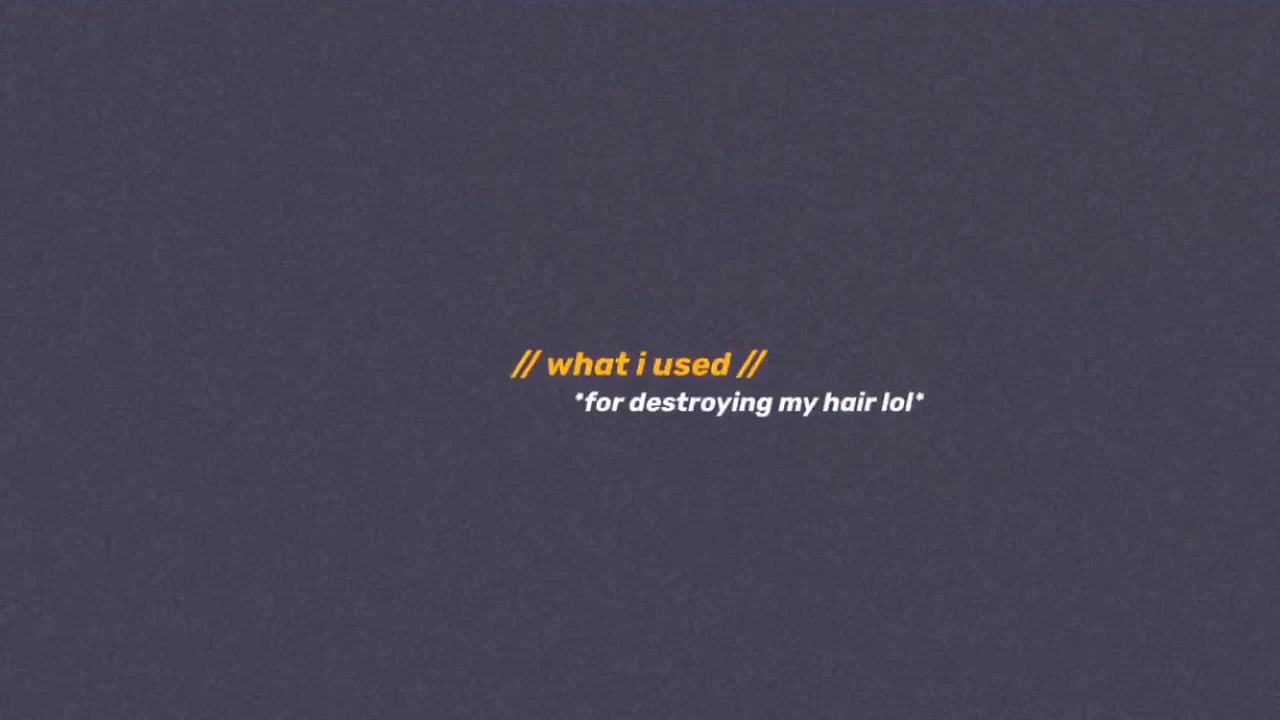 // what i used //
*for destroying my hair lol*